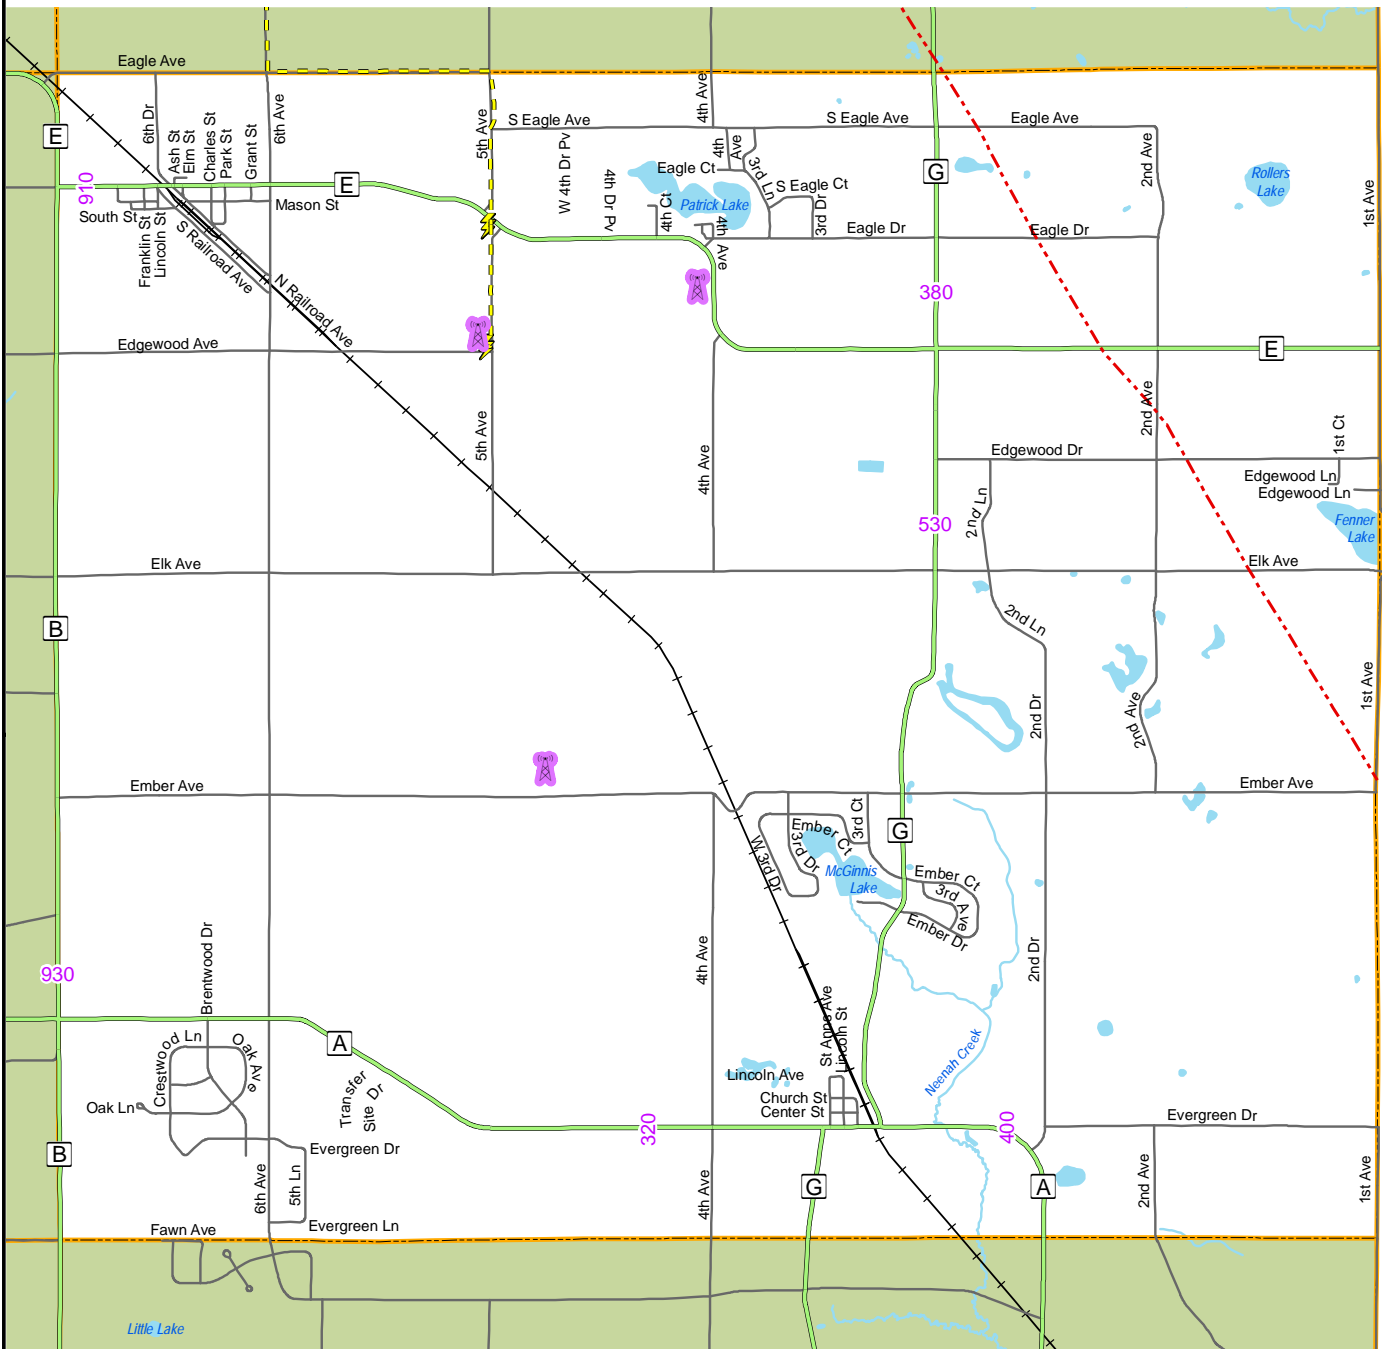 Eagle Ave
6th Dr
6th Ave
Ash St
Elm St
Charles St
Park St
Grant St
5th Ave
S Eagle Ave
4th Ave
S Eagle Ave
Eagle Ave
E
910
E
Mason St
South St
Franklin St
Lincoln St
S Railroad Ave
N Railroad Ave
W 4th Dr Pv
4th Dr Pv
4th Ct
Eagle Ct
4th
Ave
3rd Ln
S Eagle Ct
3rd Dr
Patrick Lake
4th
Ave
Eagle Dr
Eagle Dr
G
2nd Ave
Rollers
Lake
1st Ave
380
Edgewood Ave
E
5th Ave
4th Ave
2nd Ave
1st Ct
Edgewood Dr
Edgewood Ln
Edgewood Ln
Fenner
Lake
530
2nd Ln
Elk Ave
Elk Ave
B
2nd Ln
2nd Dr
2nd Ave
1st Ave
Ember Ave
Ember Ave
G
Ember Ct
3rd Ct
3rd Dr
W 3rd Dr
McGinnis
Lake
Ember Ct
3rd Ave
Ember Dr
4th Ave
2nd Dr
Brentwood Dr
930
A
Crestwood Ln
Oak Ave
Oak Ln
Transfer
Site Dr
St Anns Ave
Lincoln St
Lincoln Ave
Church St
Center St
Neenah Creek
320
400
Evergreen Dr
B
Evergreen Dr
6th Ave
5th Ln
4th Ave
G
A
2nd Ave
1st Ave
Fawn Ave
Evergreen Ln
Little Lake